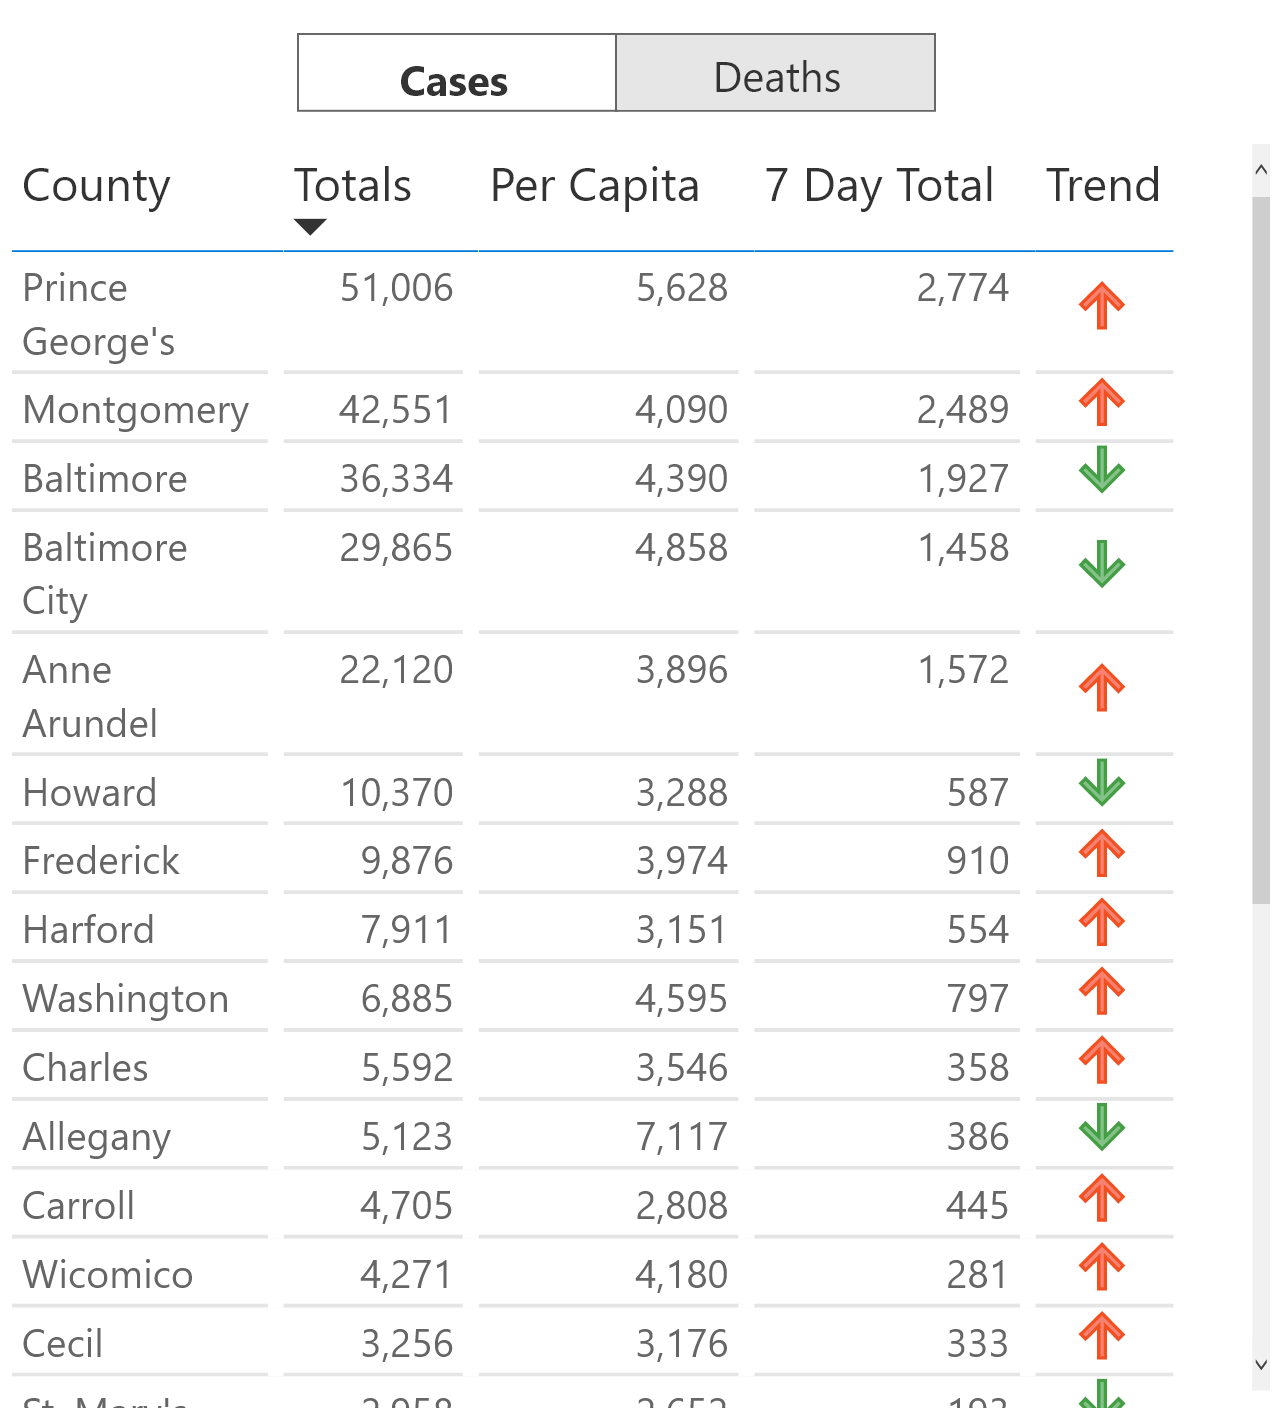 Cases Deaths
County Totals Per Capita 7 Day Total Trend
Prince 51,006 5,628 2,774
George's
Montgomery 42,551 4,090 2,489
Baltimore 36,334 4,390 1,927
Baltimore 29,865 4,858 1,458
City
Anne 22,120 3,896 1,572
Arundel
Howard 10,370 3,288 587
Frederick 9,876 3,974 910
Harford 7,911 3,151 554
Washington 6,885 4,595 797
Charles 5,592 3,546 358
Allegany 5,123 7,117 386
Carroll 4,705 2,808 445
Wicomico 4,271 4,180 281
Cecil 3,256 3,176 333
St. Mary's